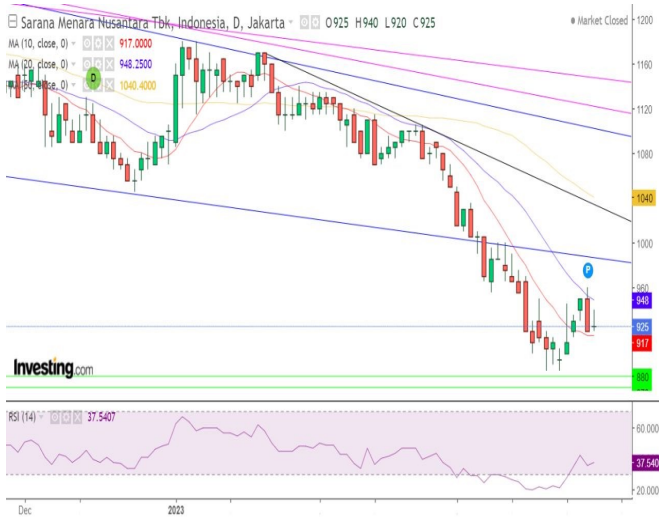 Sarana Menara Nusantara Tbk, Indonesia, D, Jakarta O925 H940 L920 C925
Market Closed
MA (10, close, 0) 917.0000
MA (20, close, 0) 948.2500
close, 0) 1040.4000
D
P
1200
1160
1120
1080
1040
1000
960
948
925
917
880
Investing.com
RSI (14) 37.5407
60.000
37.540
20.000
Dec 2023